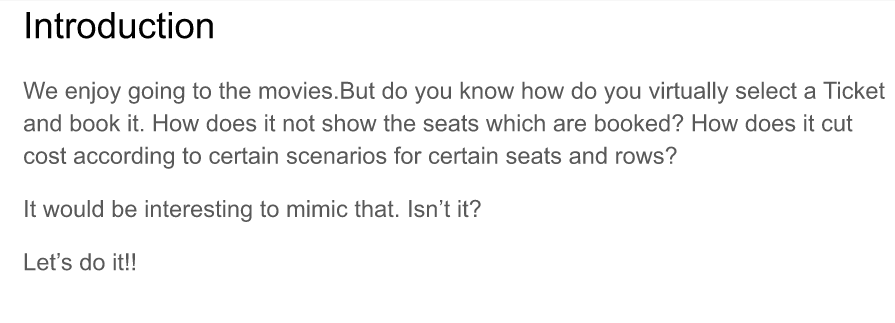 Introduction
We enjoy going to the movies.But do you know how do you virtually select a Ticket
and book it. How does it not show the seats which are booked? How does it cut
cost according to certain scenarios for certain seats and rows?
It would be interesting to mimic that. Isn’t it?
Let’s do it!!